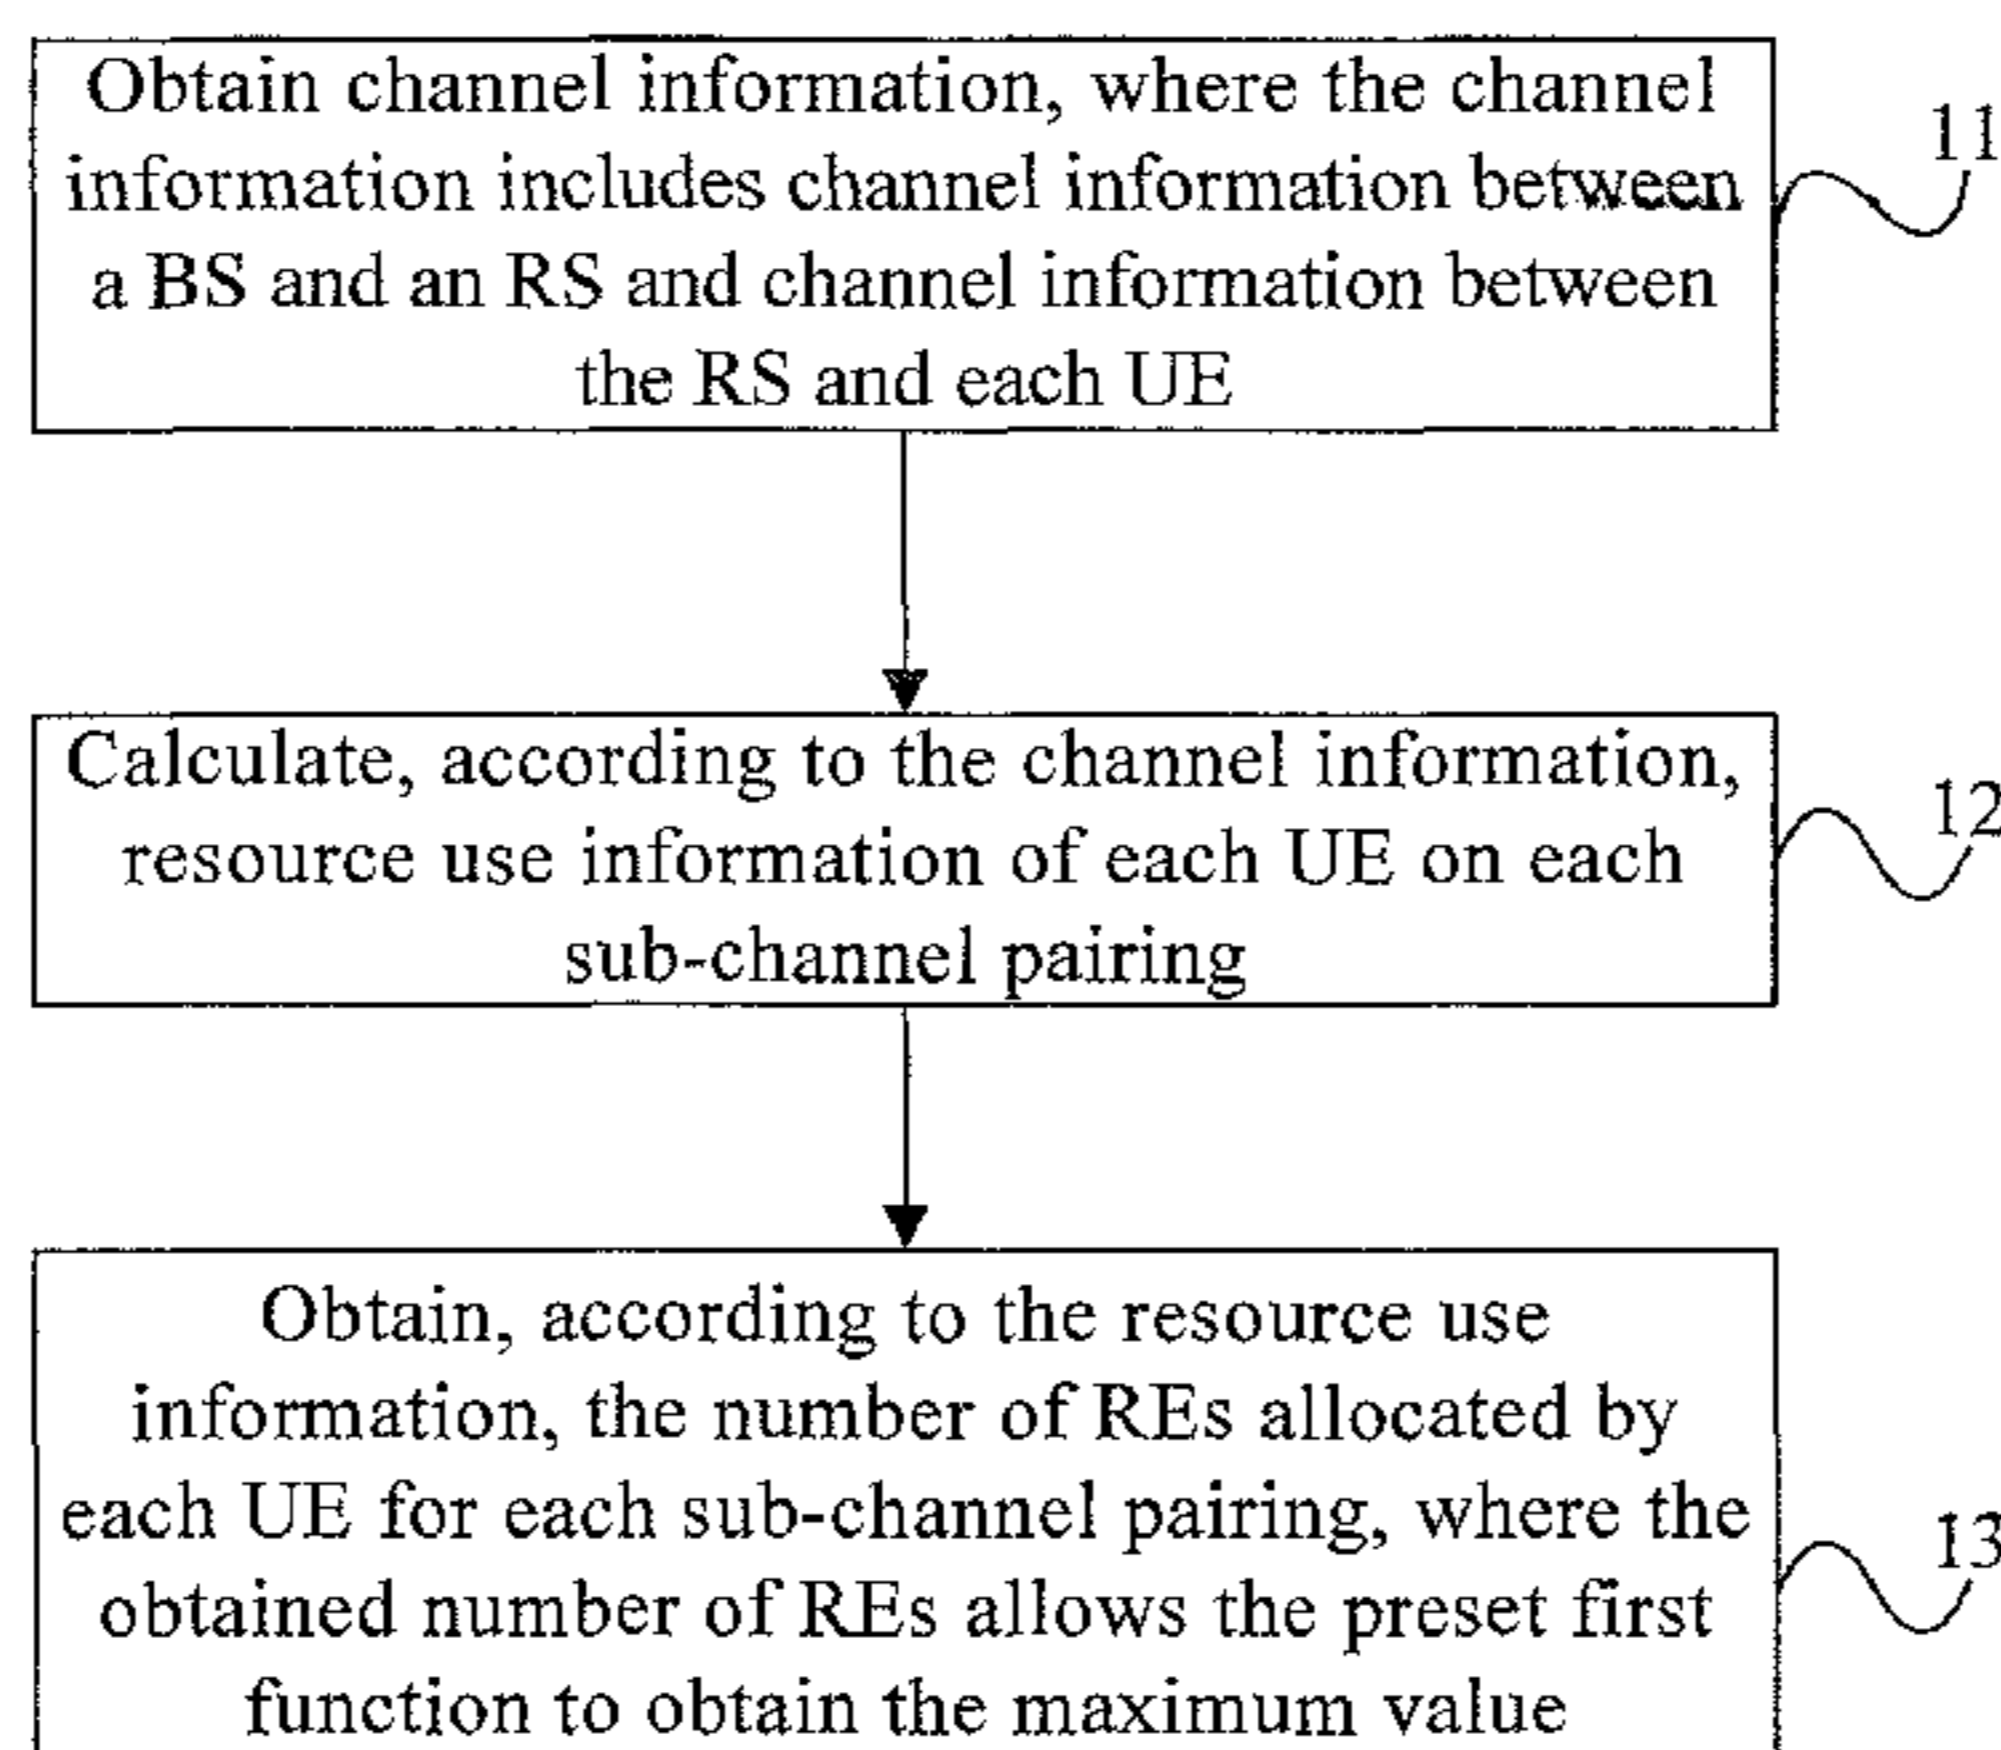 Obtain channel information, where the channel
information includes channel information between
a BS and an RS and channel information between
the RS and each UE
11
Calculate, according to the channel information,
resource use information of each UE on each
sub-channel pairing
12
Obtain, according to the resource use
information, the number of REs allocated by
each UE for each sub-channel pairing, where the
obtained number of REs allows the preset first
function to obtain the maximum value
13